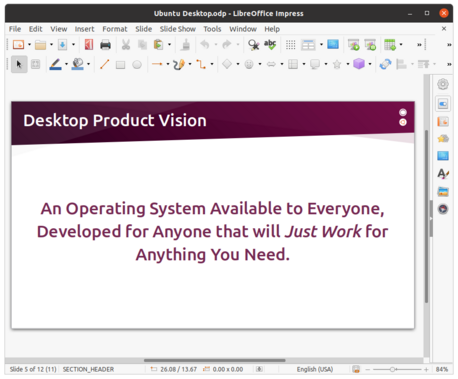 Ubuntu Desktop.odp - LibreOffice Impress
File Edit View Insert Format Slide Slide Show Tools Window Help
Desktop Product Vision
An Operating System Available to Everyone,
Developed for Anyone that will Just Work for
Anything You Need.
Slide 5 of 12 (11) SECTION_HEADER 26.08 / 13.67 0.00 x 0.00 English (USA) 84%